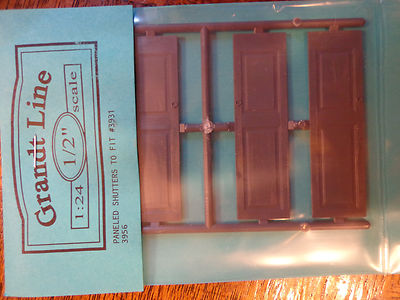 Grandt Line
1:24 1/2" scale
PANELED SHUTTERS TO FIT #3931
3956